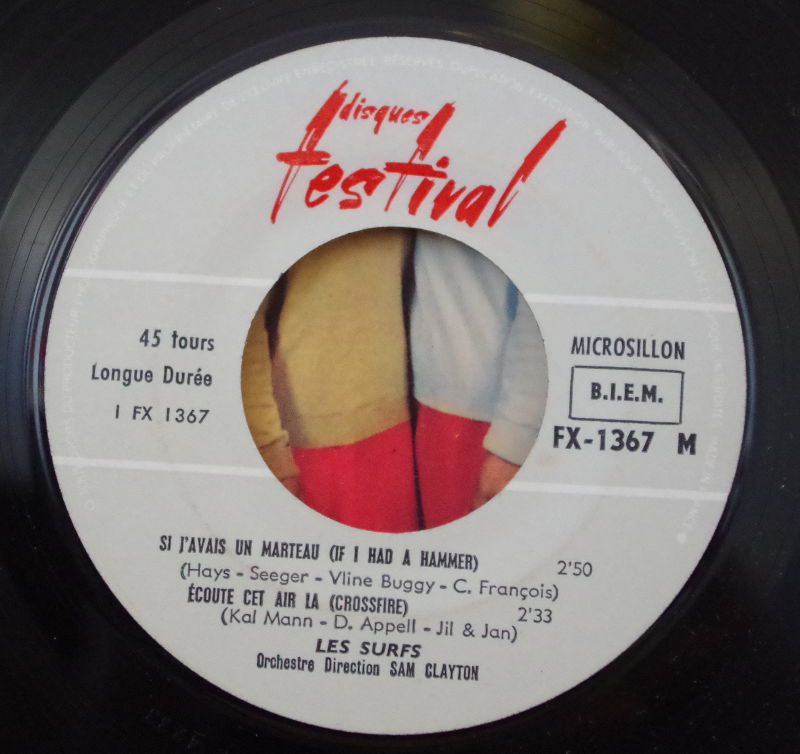 disques
festival
45 tours
Longue Durée
1 FX 1367
MICROSILLON
B.I.E.M.
FX-1367 M
SI J'AVAIS UN MARTEAU (IF I HAD A HAMMER) 2'50
(Hays - Seeger - Vline Buggy - C. François)
ÉCOUTE CET AIR LA (CROSSFIRE) 2'33
(Kal Mann - D. Appell - Jil & Jan)
LES SURFS
Orchestre Direction SAM CLAYTON